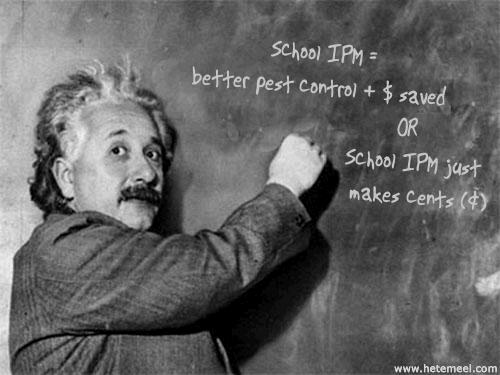 School IPM =
better pest control + $ saved
OR
School IPM just
makes cents (¢)
www.hetemeel.com